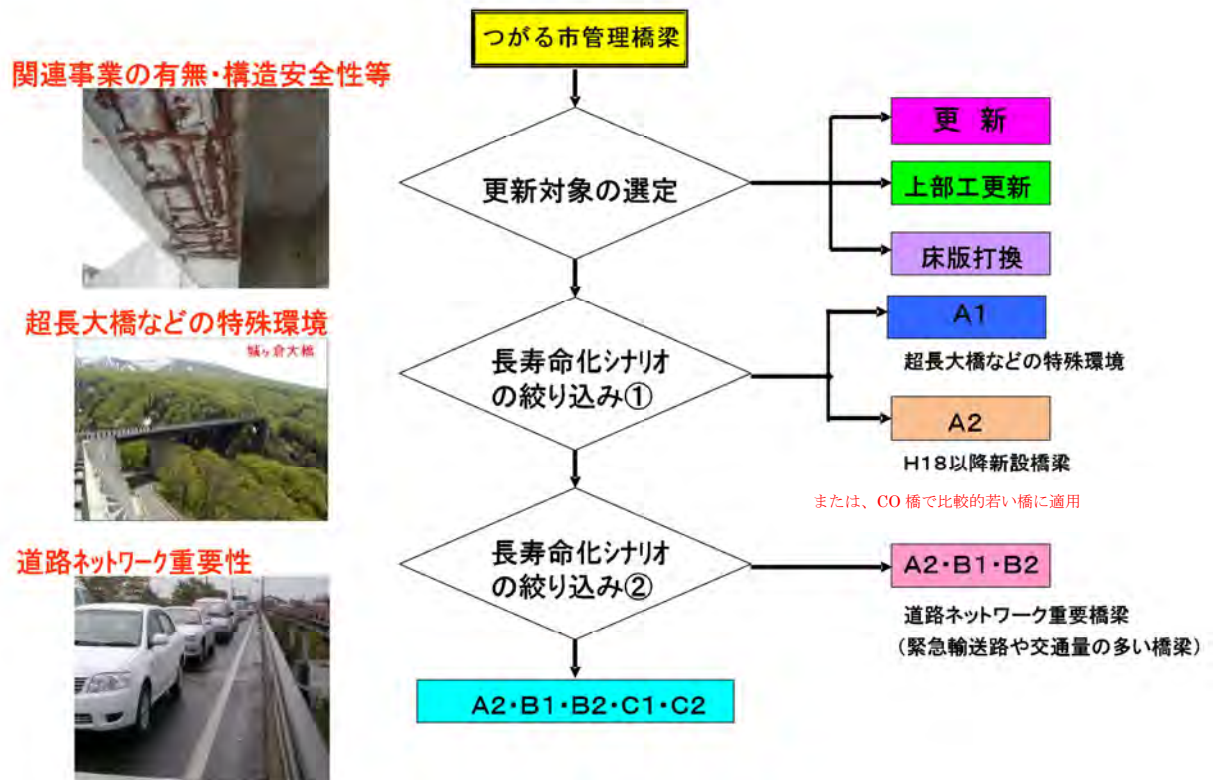 つがる市管理橋梁
関連事業の有無・構造安全性等
更新対象の選定
更 新
上部工更新
床版打換
超長大橋などの特殊環境
城ヶ倉大橋
長寿命化シナリオ
の絞り込み①
A1
超長大橋などの特殊環境
A2
H18以降新設橋梁
または、CO 橋で比較的若い橋に適用
道路ネットワーク重要性
長寿命化シナリオ
の絞り込み②
A2・B1・B2
道路ネットワーク重要橋梁
(緊急輸送路や交通量の多い橋梁)
A2・B1・B2・C1・C2